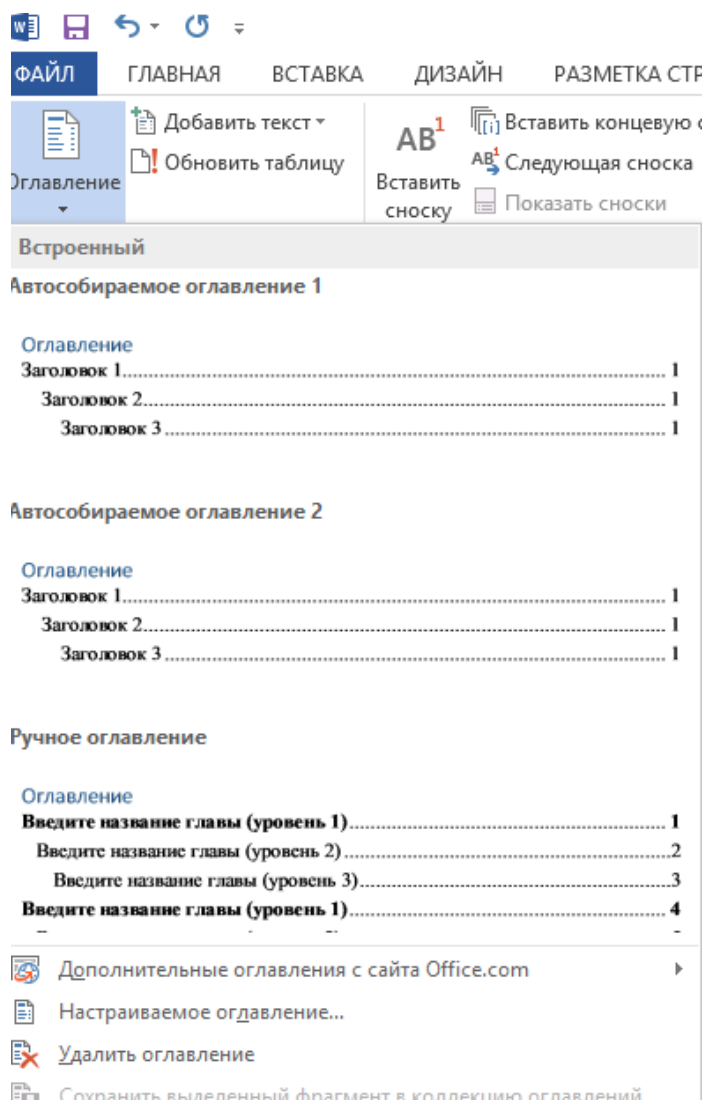 ФАЙЛ ГЛАВНАЯ ВСТАВКА ДИЗАЙН РАЗМЕТКА СТР
Оглавление
Добавить текст
Обновить таблицу
AB1
Вставить
сноску
[i] Вставить концевую с
AB1 Следующая сноска
Показать сноски
Встроенный
Автособираемое оглавление 1
Оглавление
Заголовок 1 1
Заголовок 2 1
Заголовок 3 1
Автособираемое оглавление 2
Оглавление
Заголовок 1 1
Заголовок 2 1
Заголовок 3 1
Ручное оглавление
Оглавление
Введите название главы (уровень 1) 1
Введите название главы (уровень 2) 2
Введите название главы (уровень 3) 3
Введите название главы (уровень 1) 4
Дополнительные оглавления с сайта Office.com
Настраиваемое оглавление...
Удалить оглавление
Сохранить выделенный фрагмент в коллекцию оглавлений